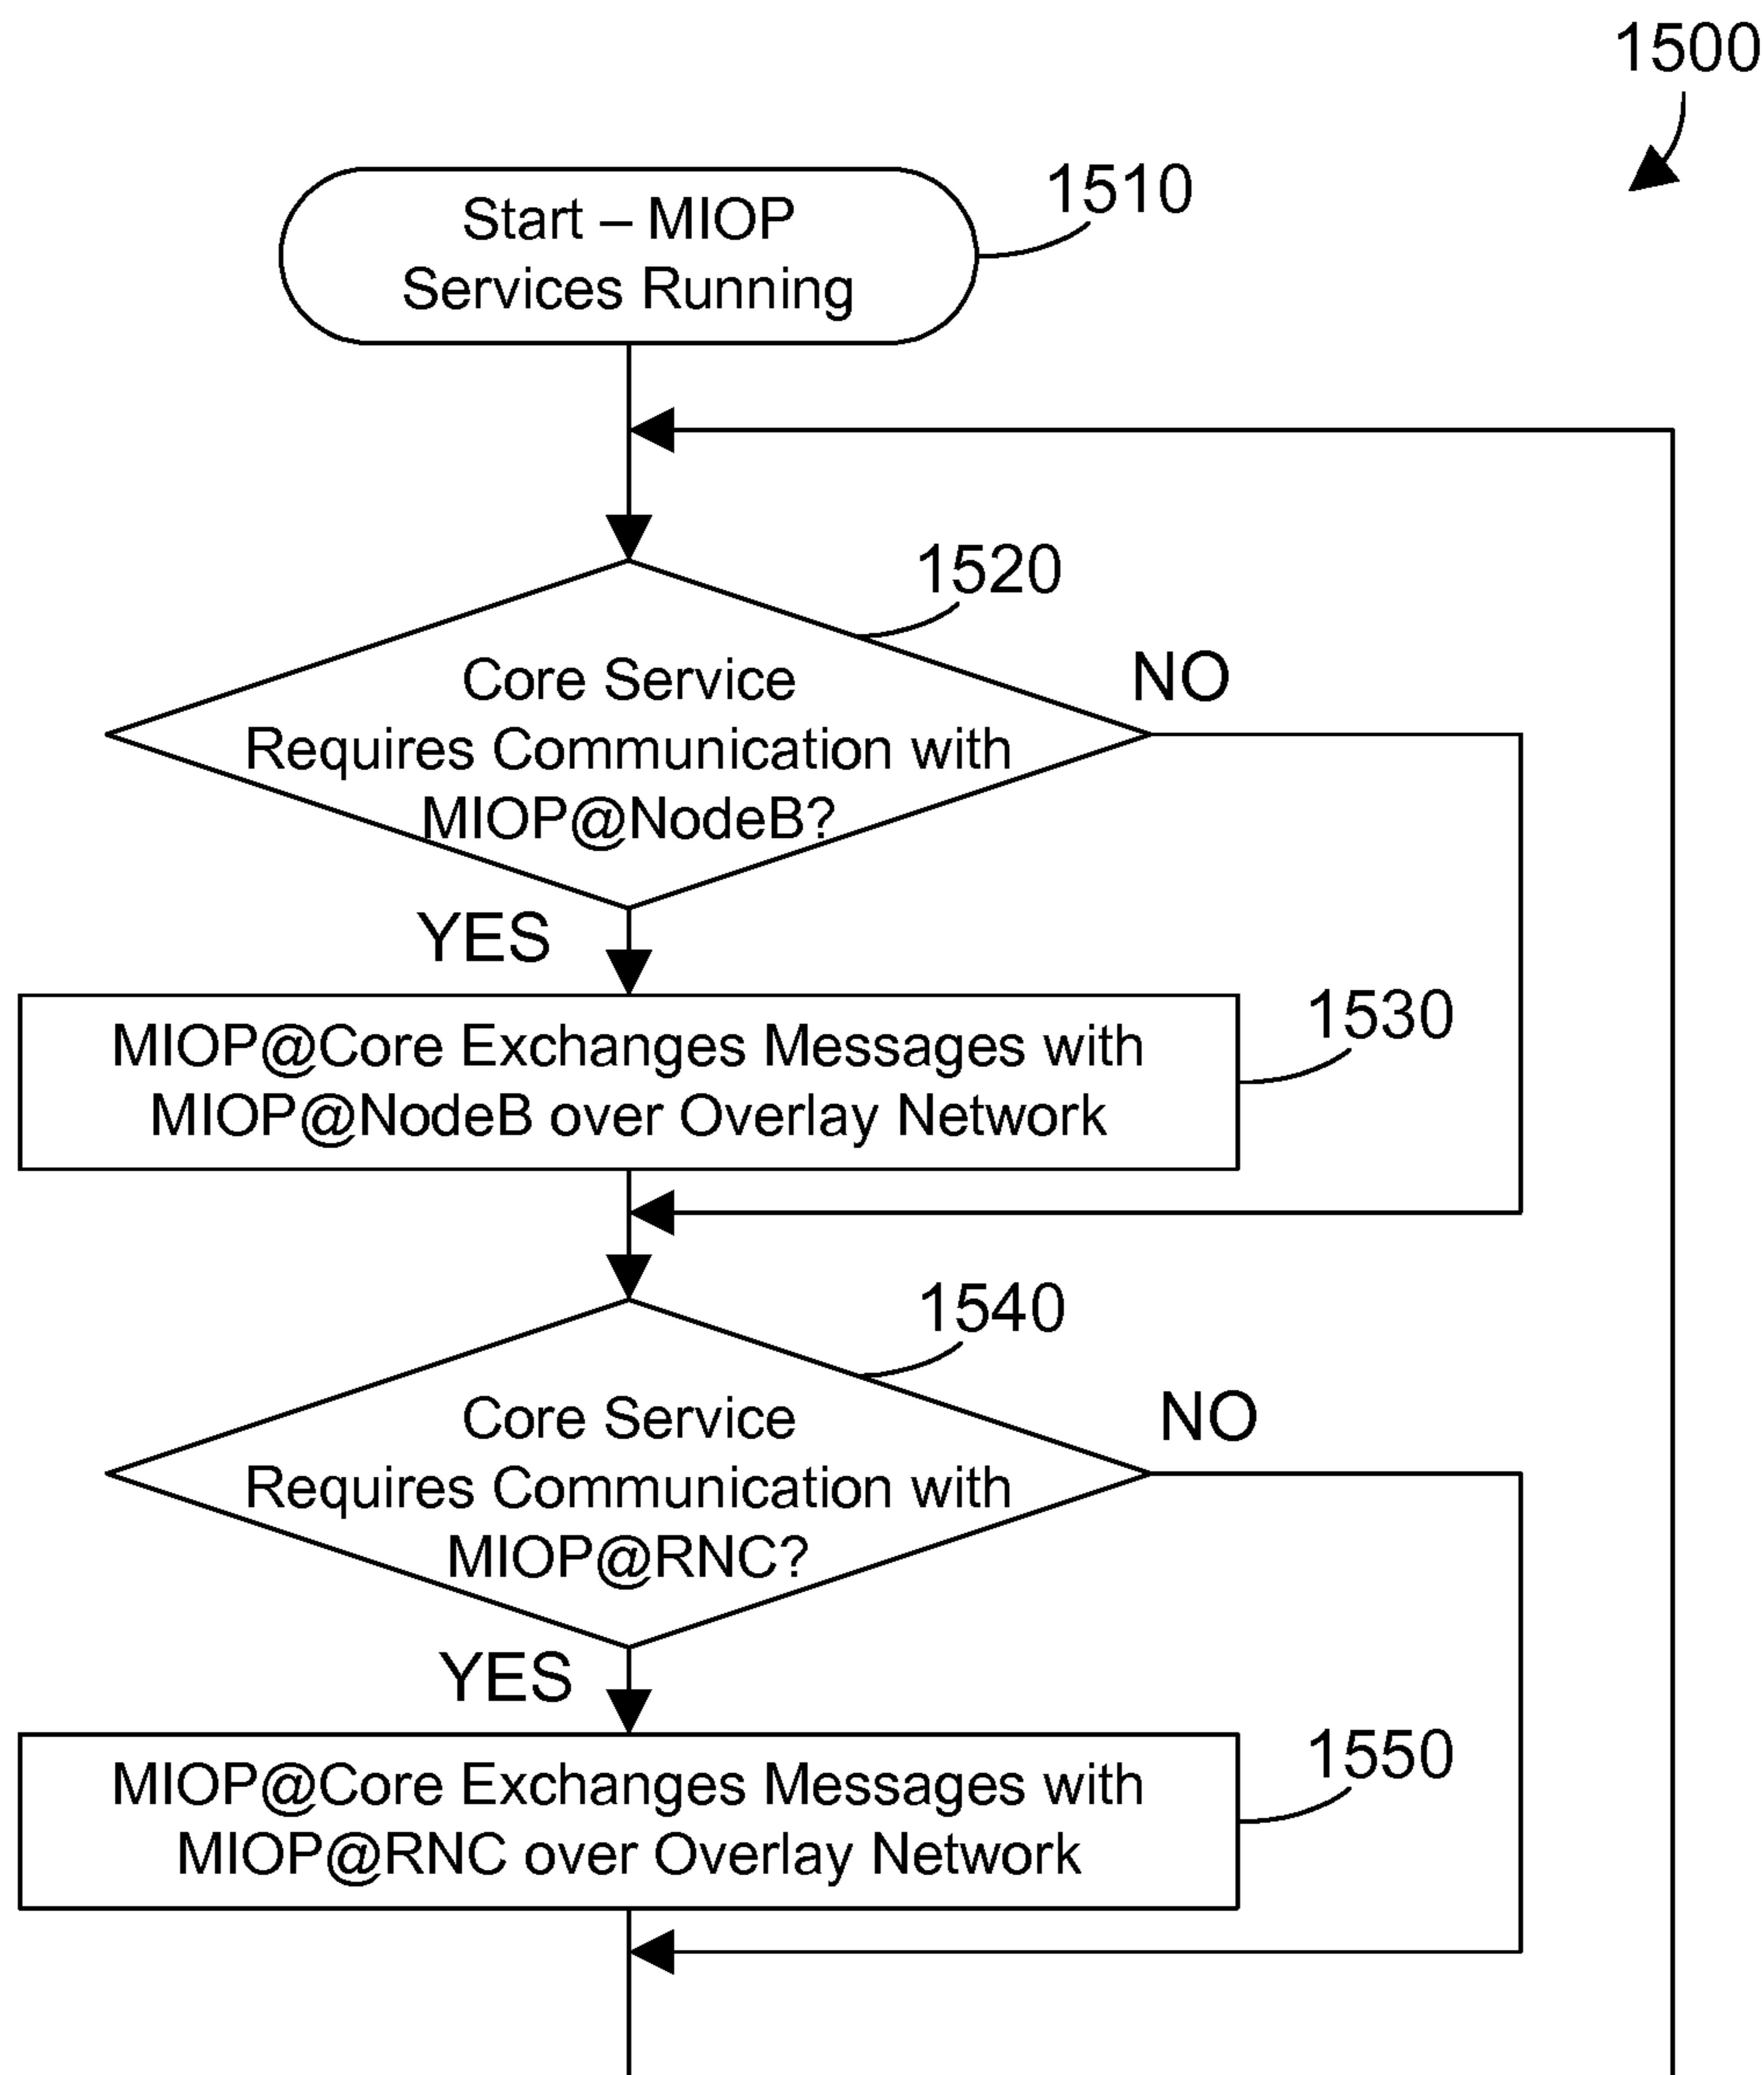 1500
1510
Start – MIOP
Services Running
1520
Core Service
Requires Communication with
MIOP@NodeB?
NO
YES
1530
MIOP@Core Exchanges Messages with
MIOP@NodeB over Overlay Network
1540
Core Service
Requires Communication with
MIOP@RNC?
NO
YES
1550
MIOP@Core Exchanges Messages with
MIOP@RNC over Overlay Network